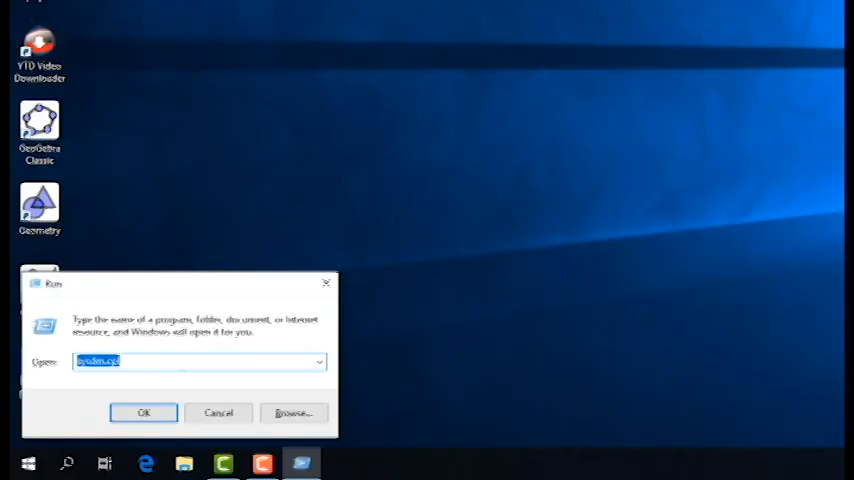 YTD Video
Downloader
GeoGebra
Classic
Geometry
Run
Type the name of a program, folder, document, or Internet
resource, and Windows will open it for you.
Open:
sysdm.cpl
OK
Cancel
Browse...